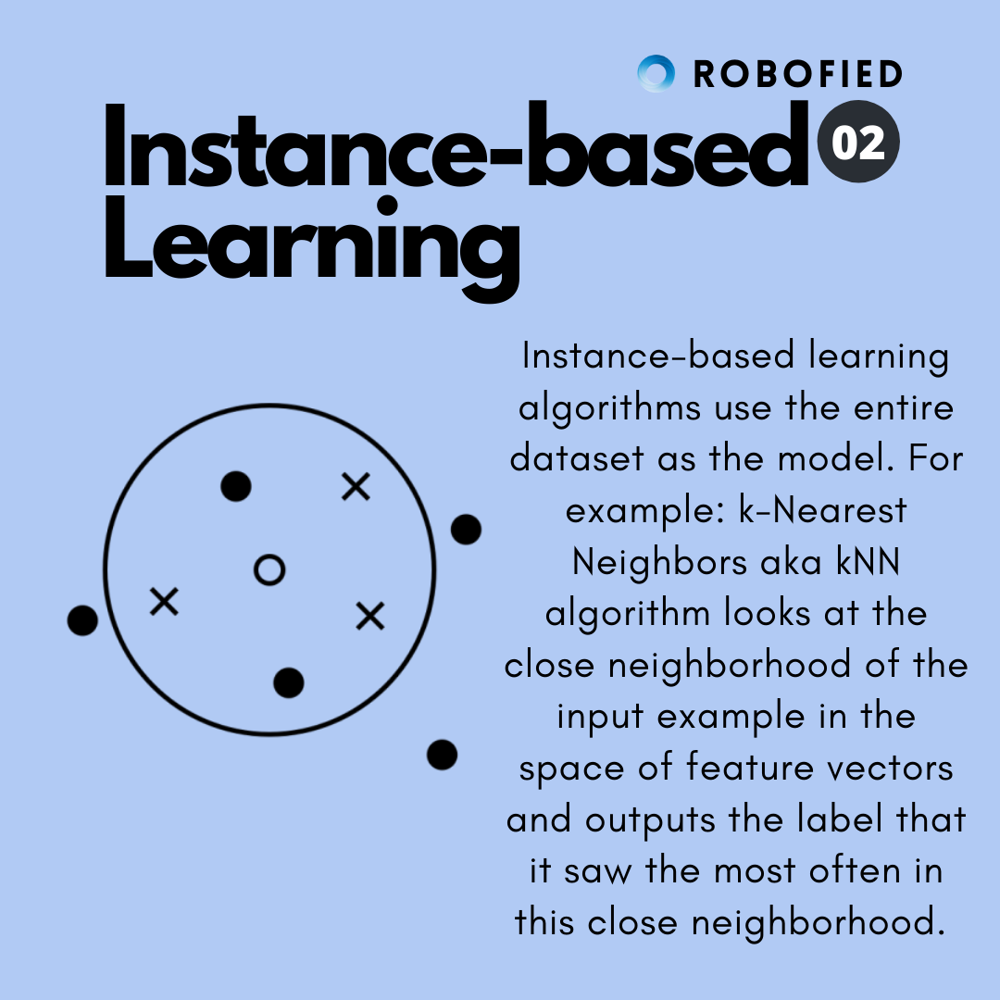 ROBOFIED
Instance-based
02
Learning
Instance-based learning
algorithms use the entire
dataset as the model. For
example: k-Nearest
Neighbors aka kNN
algorithm looks at the
close neighborhood of the
input example in the
space of feature vectors
and outputs the label that
it saw the most often in
this close neighborhood.